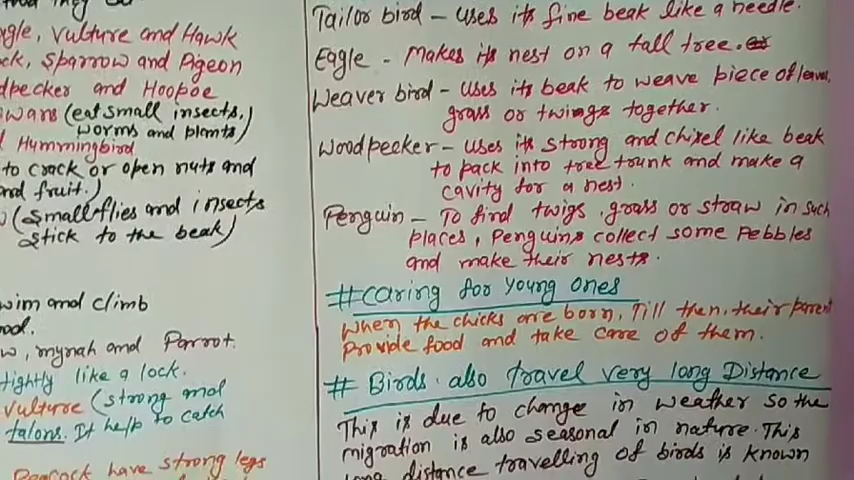 gle, Vulture and Hawk
ck, Sparrow and Pigeon
dpecker and Hoopoe
wans (eat small insects,
worms and plants)
Hummingbird
to crack or open nuts and
fruit.)
(Small flies and insects
stick to the beak)
wim and climb
ood.
w, mynah and Parrot.
tightly like a lock.
Vulture (strong and
talons. It help to catch
Peacock have strong legs
Tailor bird - Uses its fine beak like a needle.
Eagle - Makes its nest on a tall tree.
Weaver bird - Uses its beak to weave piece of leaves,
grass or twings together.
Woodpecker - Uses its strong and chisel like beak
to pack into tree trunk and make a
cavity for a nest.
Penguin - To find twigs, grass or straw in such
places, Penguins collect some Pebbles
and make their nests.
# Caring for Young ones
When the chicks are born, Till then, their parent
Provide food and take care of them.
# Birds also travel very long Distance
This is due to change in weather so the
migration is also seasonal in nature. This
long distance travelling of birds is known